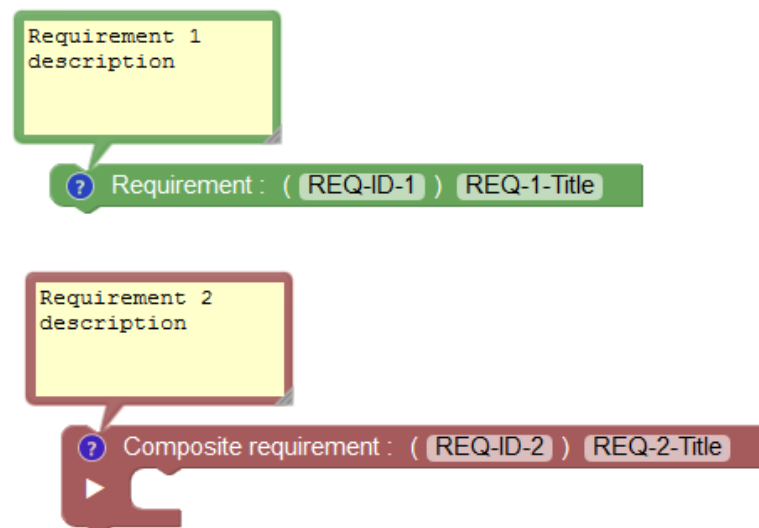 Requirement 1
description
? Requirement : ( REQ-ID-1 ) REQ-1-Title
Requirement 2
description
? Composite requirement : ( REQ-ID-2 ) REQ-2-Title